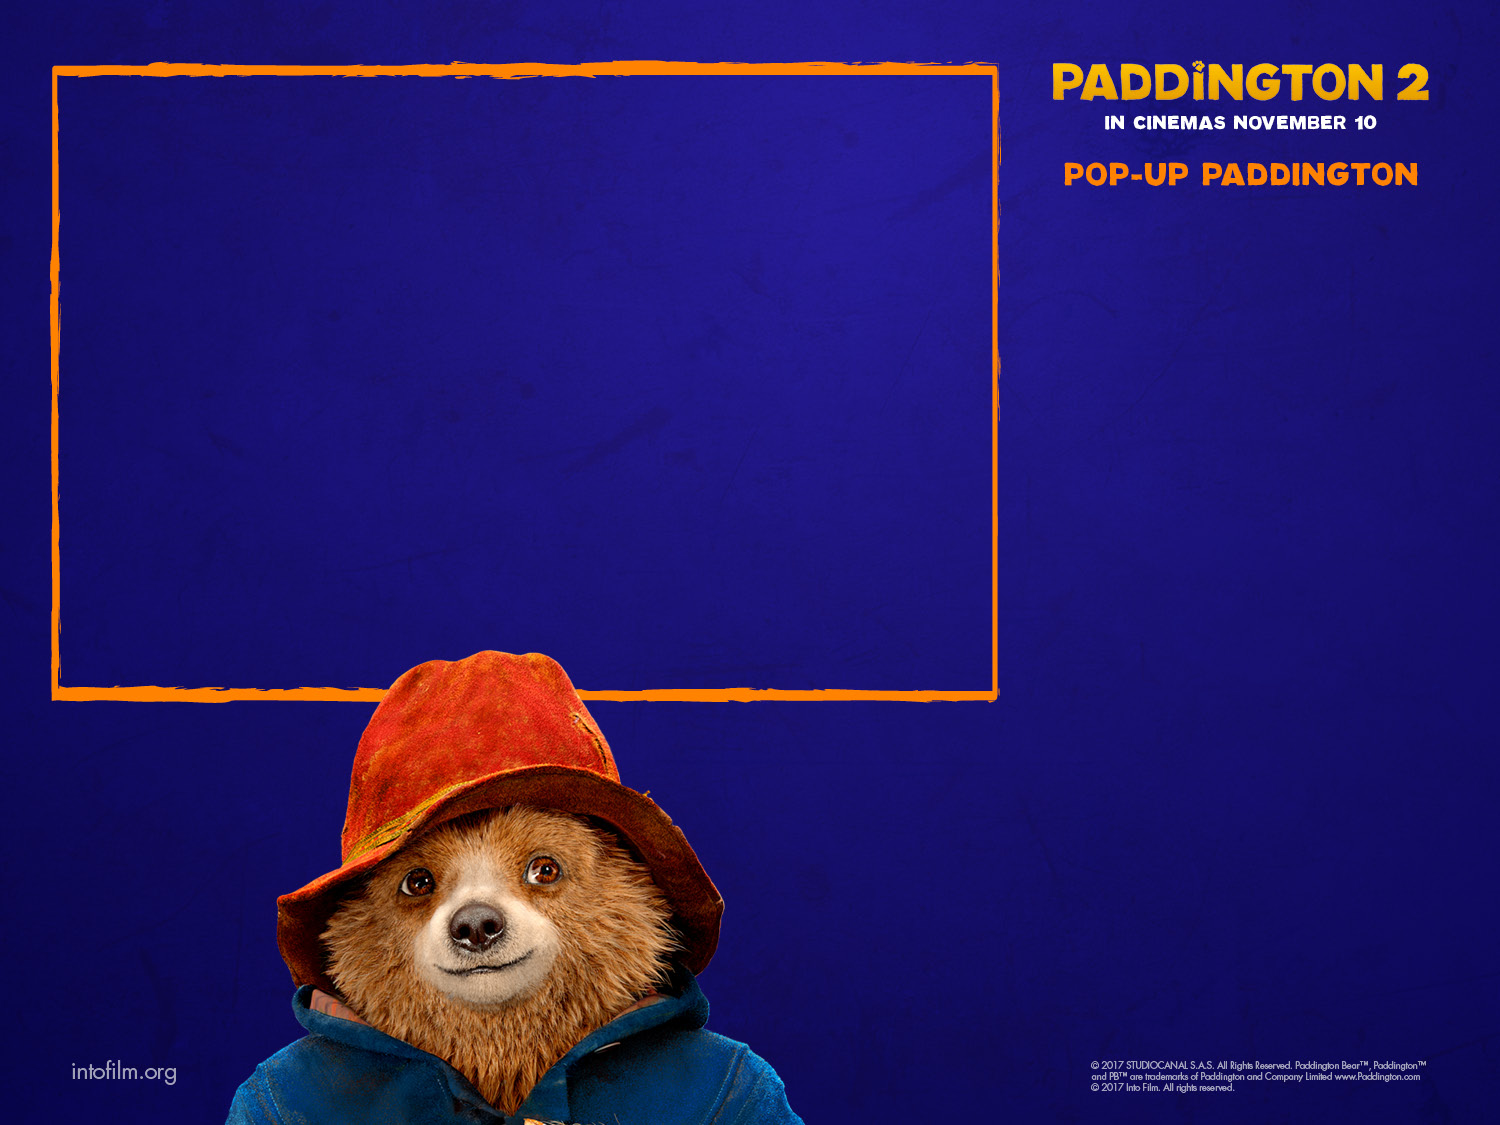 PADDINGTON 2
IN CINEMAS NOVEMBER 10
POP-UP PADDINGTON
intofilm.org
© 2017 STUDIOCANAL S.A.S. All Rights Reserved. Paddington Bear™, Paddington™
and PB™ are trademarks of Paddington and Company Limited www.Paddington.com
© 2017 Into Film. All rights reserved.